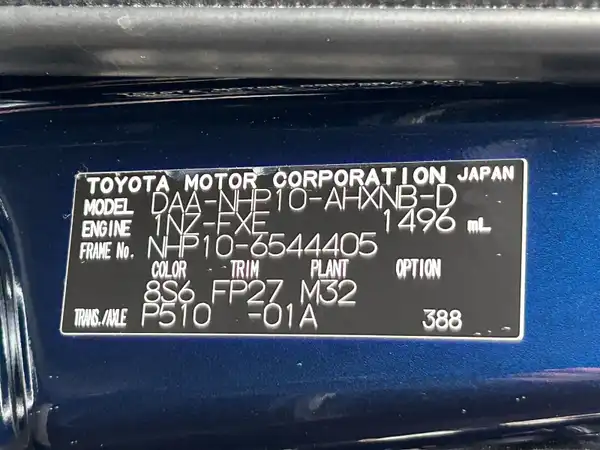 TOYOTA MOTOR CORPORATION JAPAN
MODEL DAA-NHP10-AHXNB-D
ENGINE 1NZ-FXE 1496 mL
FRAME No. NHP10-6544405
COLOR TRIM PLANT OPTION
8S6 FP27 M32
TRANS./AXLE P510 -01A 388